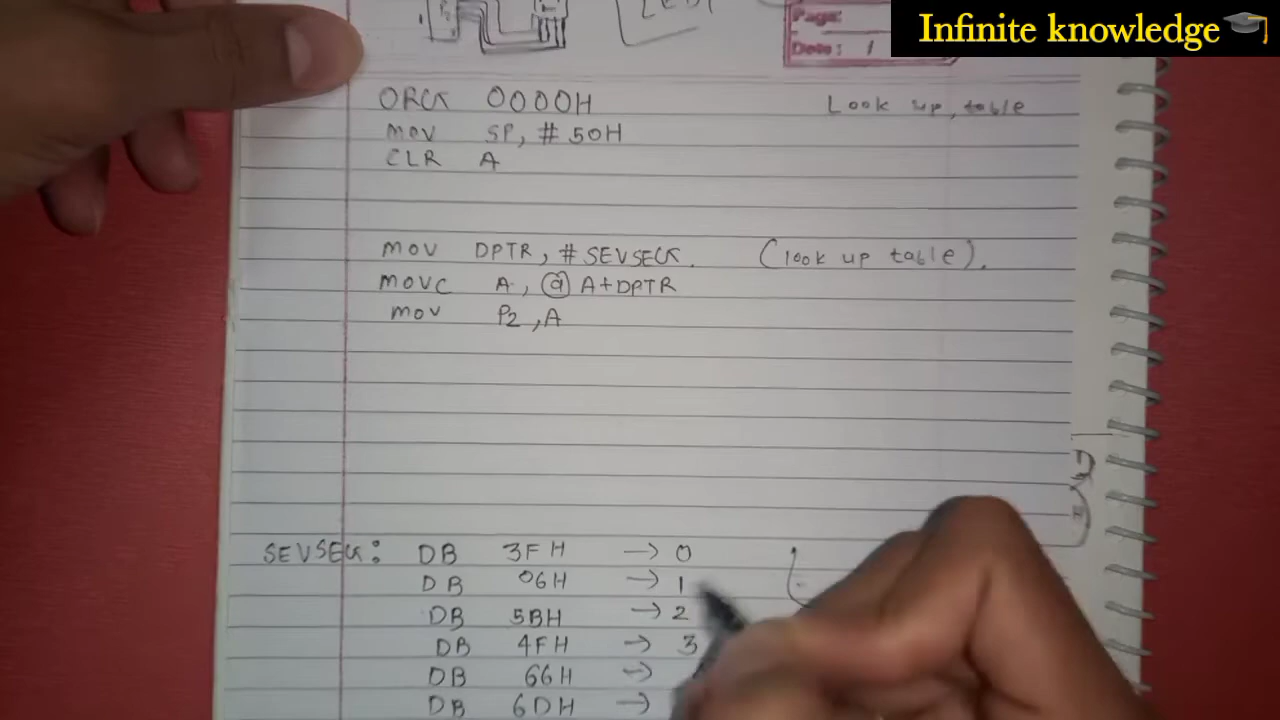 Infinite knowledge
Page:
Date: /
ORG 0000H Look up, table
MOV SP, #50H
CLR A
MOV DPTR, #SEVSEG. (look up table).
MOVC A, @ A+DPTR
MOV P2, A
SEVSEG: DB 3FH → 0
DB 06H → 1
DB 5BH → 2
DB 4FH → 3
DB 66H →
DB 6DH →